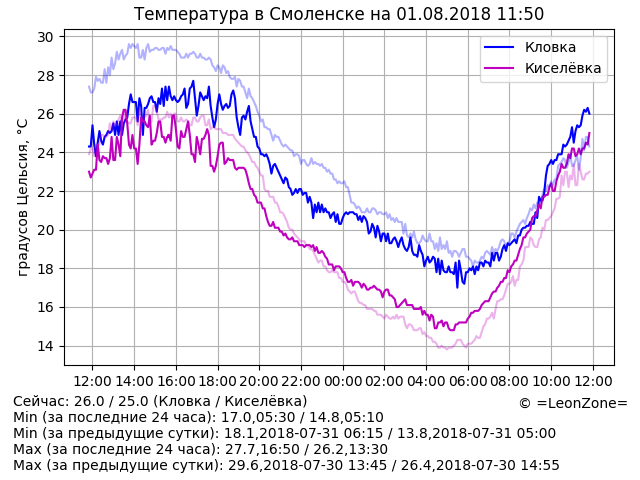 Температура в Смоленске на 01.08.2018 11:50
30
28
26
24
22
20
18
16
14
градусов Цельсия, °C
Кловка
Киселёвка
12:00 14:00 16:00 18:00 20:00 22:00 00:00 02:00 04:00 06:00 08:00 10:00 12:00
Сейчас: 26.0 / 25.0 (Кловка / Киселёвка)
© =LeonZone=
Min (за последние 24 часа): 17.0,05:30 / 14.8,05:10
Min (за предыдущие сутки): 18.1,2018-07-31 06:15 / 13.8,2018-07-31 05:00
Max (за последние 24 часа): 27.7,16:50 / 26.2,13:30
Max (за предыдущие сутки): 29.6,2018-07-30 13:45 / 26.4,2018-07-30 14:55